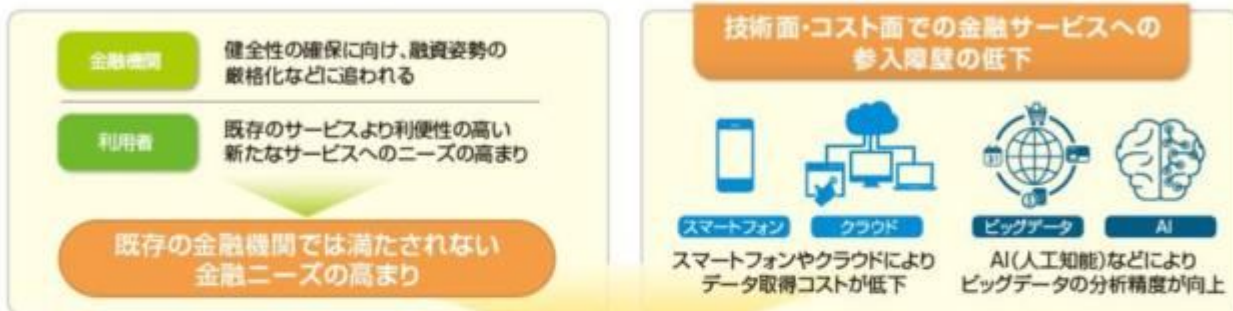 金融機関
健全性の確保に向け、融資姿勢の
厳格化などに追われる
利用者
既存のサービスより利便性の高い
新たなサービスへのニーズの高まり
既存の金融機関では満たされない
金融ニーズの高まり
技術面・コスト面での金融サービスへの
参入障壁の低下
スマートフォン
クラウド
スマートフォンやクラウドにより
データ取得コストが低下
ビッグデータ
AI
AI(人工知能)などにより
ビッグデータの分析精度が向上